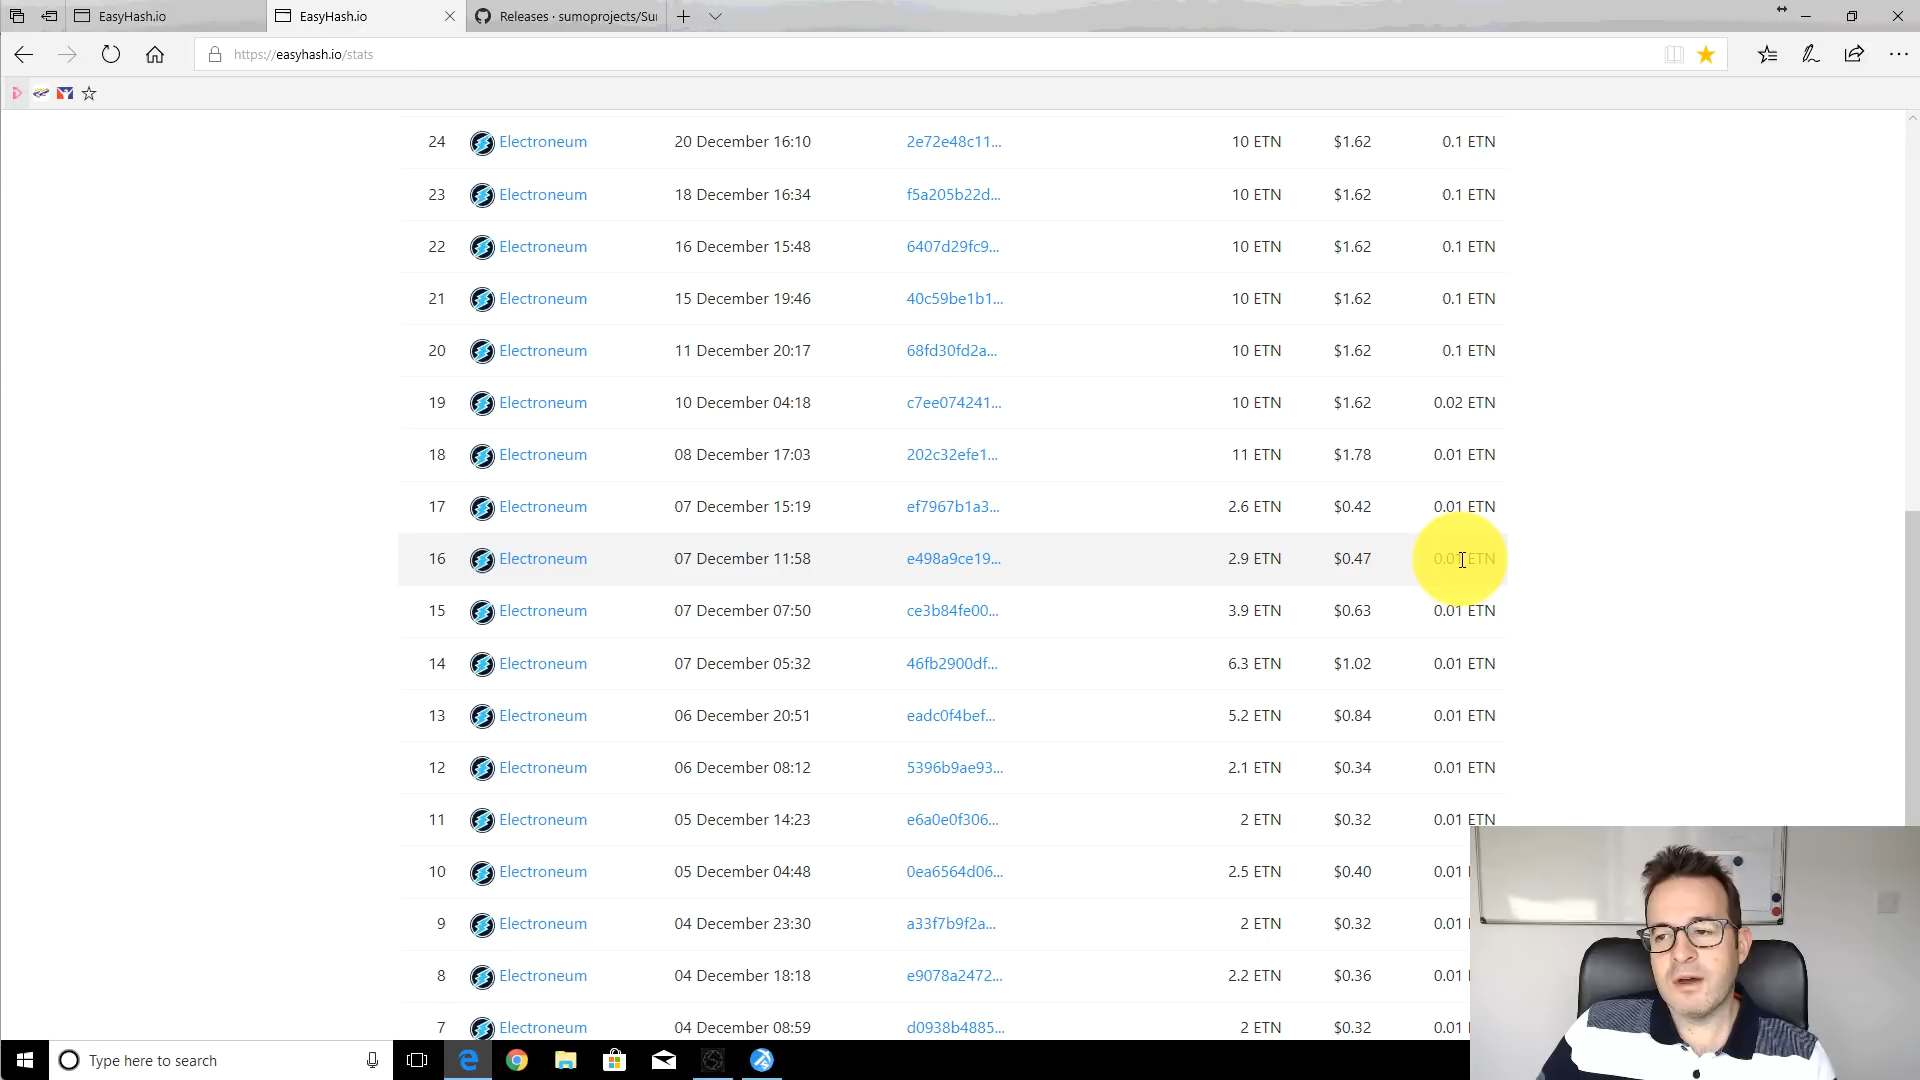 EasyHash.io
EasyHash.io
Releases · sumoprojects/Su
https://easyhash.io/stats
24 Electroneum 20 December 16:10 2e72e48c11... 10 ETN $1.62 0.1 ETN
23 Electroneum 18 December 16:34 f5a205b22d... 10 ETN $1.62 0.1 ETN
22 Electroneum 16 December 15:48 6407d29fc9... 10 ETN $1.62 0.1 ETN
21 Electroneum 15 December 19:46 40c59be1b1... 10 ETN $1.62 0.1 ETN
20 Electroneum 11 December 20:17 68fd30fd2a... 10 ETN $1.62 0.1 ETN
19 Electroneum 10 December 04:18 c7ee074241... 10 ETN $1.62 0.02 ETN
18 Electroneum 08 December 17:03 202c32efe1... 11 ETN $1.78 0.01 ETN
17 Electroneum 07 December 15:19 ef7967b1a3... 2.6 ETN $0.42 0.01 ETN
16 Electroneum 07 December 11:58 e498a9ce19... 2.9 ETN $0.47 0.01 ETN
15 Electroneum 07 December 07:50 ce3b84fe00... 3.9 ETN $0.63 0.01 ETN
14 Electroneum 07 December 05:32 46fb2900df... 6.3 ETN $1.02 0.01 ETN
13 Electroneum 06 December 20:51 eadc0f4bef... 5.2 ETN $0.84 0.01 ETN
12 Electroneum 06 December 08:12 5396b9ae93... 2.1 ETN $0.34 0.01 ETN
11 Electroneum 05 December 14:23 e6a0e0f306... 2 ETN $0.32 0.01 ETN
10 Electroneum 05 December 04:48 0ea6564d06... 2.5 ETN $0.40 0.01
9 Electroneum 04 December 23:30 a33f7b9f2a... 2 ETN $0.32 0.01
8 Electroneum 04 December 18:18 e9078a2472... 2.2 ETN $0.36 0.01
7 Electroneum 04 December 08:59 d0938b4885... 2 ETN $0.32 0.01
Type here to search